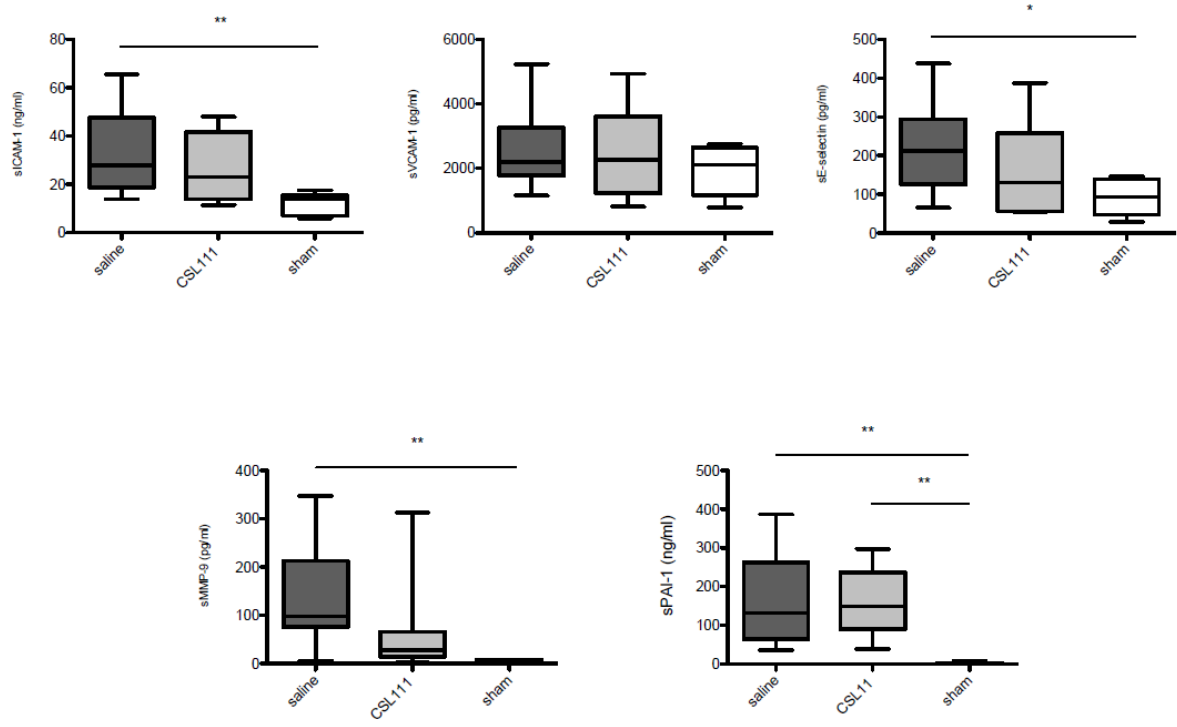 **
80
60
40
20
0
sICAM-1 (ng/ml)
saline
CSL111
sham
6000
4000
2000
0
sVCAM-1 (pg/ml)
saline
CSL111
sham
*
500
400
300
200
100
0
sE-selectin (pg/ml)
saline
CSL111
sham
**
400
300
200
100
0
sMMP-9 (pg/ml)
saline
CSL111
sham
**
**
500
400
300
200
100
0
sPAI-1 (ng/ml)
saline
CSL11
sham